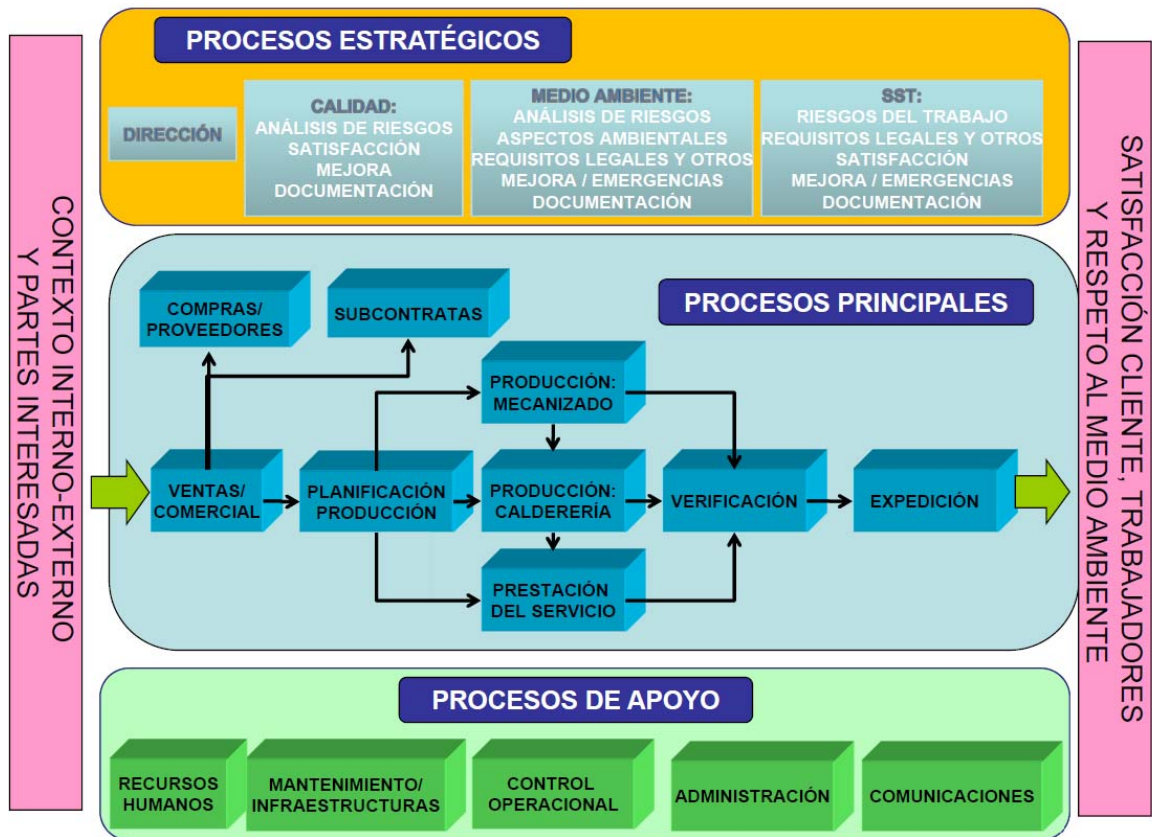 CONTEXTO INTERNO-EXTERNO
Y PARTES INTERESADAS
PROCESOS ESTRATÉGICOS
DIRECCIÓN
CALIDAD:
ANÁLISIS DE RIESGOS
SATISFACCIÓN
MEJORA
DOCUMENTACIÓN
MEDIO AMBIENTE:
ANÁLISIS DE RIESGOS
ASPECTOS AMBIENTALES
REQUISITOS LEGALES Y OTROS
MEJORA / EMERGENCIAS
DOCUMENTACIÓN
SST:
RIESGOS DEL TRABAJO
REQUISITOS LEGALES Y OTROS
SATISFACCIÓN
MEJORA / EMERGENCIAS
DOCUMENTACIÓN
PROCESOS PRINCIPALES
COMPRAS/
PROVEEDORES
SUBCONTRATAS
PRODUCCIÓN:
MECANIZADO
VENTAS/
COMERCIAL
PLANIFICACIÓN
PRODUCCIÓN
PRODUCCIÓN:
CALDERERÍA
VERIFICACIÓN
EXPEDICIÓN
PRESTACIÓN
DEL SERVICIO
PROCESOS DE APOYO
RECURSOS
HUMANOS
MANTENIMIENTO/
INFRAESTRUCTURAS
CONTROL
OPERACIONAL
ADMINISTRACIÓN
COMUNICACIONES
SATISFACCIÓN CLIENTE, TRABAJADORES
Y RESPETO AL MEDIO AMBIENTE